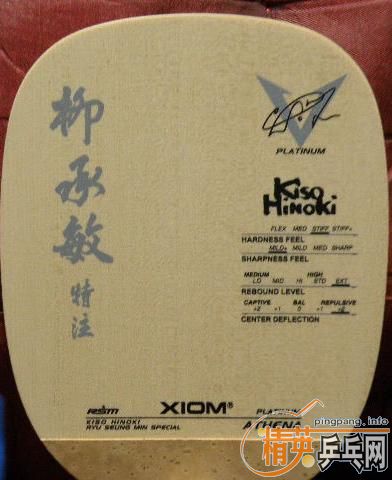 柳承敏
特注
PLATINUM
Kiso
Hinoki
FLEX MED STIFF STIFF+
HARDNESS FEEL
MILD+ MILD MED SHARP
SHARPNESS FEEL
MEDIUM HIGH
LO MID HI STD EXT
REBOUND LEVEL
CAPTIVE BAL REPULSIVE
+2 +1 0 +1 +2
CENTER DEFLECTION
RSM XIOM® PLATINUM
KISO HINOKI
RYU SEUNG MIN SPECIAL
ATHENA
pingpang.info
精英乒乓网